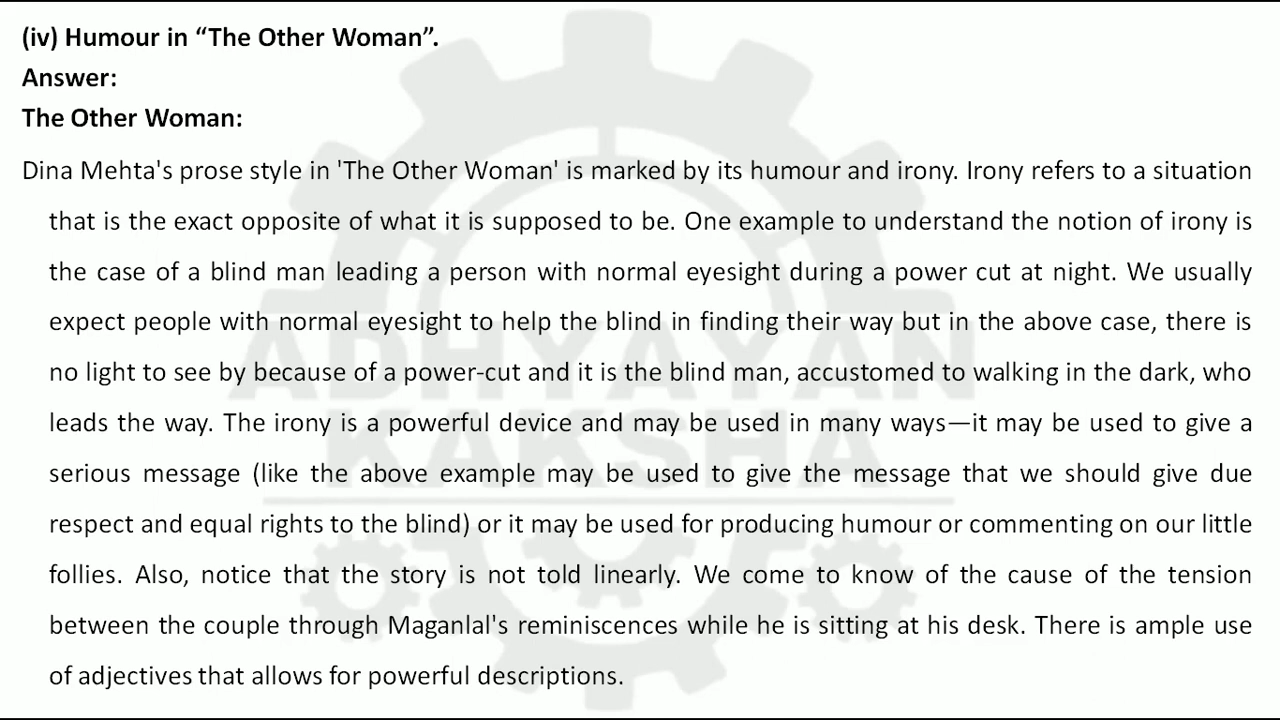 (iv) Humour in “The Other Woman”.
Answer:
The Other Woman:
Dina Mehta's prose style in 'The Other Woman' is marked by its humour and irony. Irony refers to a situation
that is the exact opposite of what it is supposed to be. One example to understand the notion of irony is
the case of a blind man leading a person with normal eyesight during a power cut at night. We usually
expect people with normal eyesight to help the blind in finding their way but in the above case, there is
no light to see by because of a power-cut and it is the blind man, accustomed to walking in the dark, who
leads the way. The irony is a powerful device and may be used in many ways—it may be used to give a
serious message (like the above example may be used to give the message that we should give due
respect and equal rights to the blind) or it may be used for producing humour or commenting on our little
follies. Also, notice that the story is not told linearly. We come to know of the cause of the tension
between the couple through Maganlal's reminiscences while he is sitting at his desk. There is ample use
of adjectives that allows for powerful descriptions.
ADHYAYAN
KAKSHA